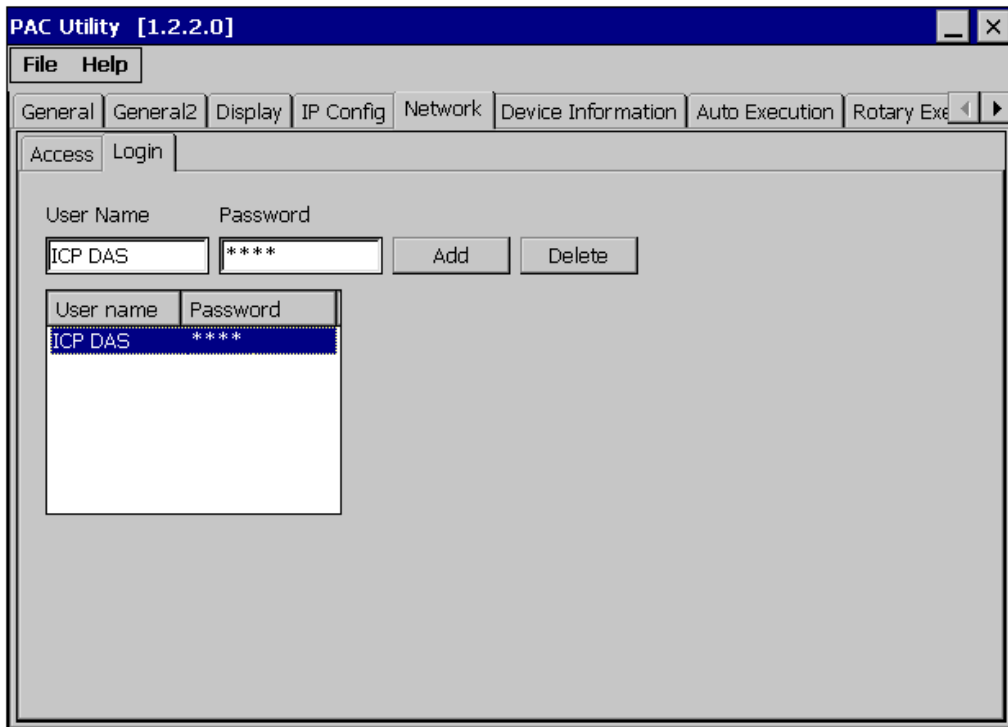 PAC Utility [1.2.2.0]
File Help
General General2 Display IP Config Network Device Information Auto Execution Rotary Exe
Access Login
User Name Password
ICP DAS **** Add Delete
User name Password
ICP DAS ****